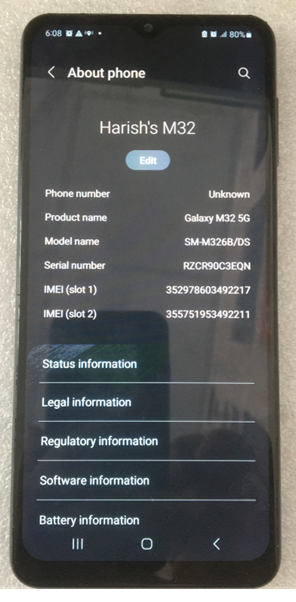 6:08 80%
About phone
Harish's M32
Edit
Phone number Unknown
Product name Galaxy M32 5G
Model name SM-M326B/DS
Serial number RZCR90C3EQN
IMEI (slot 1) 352978603492217
IMEI (slot 2) 355751953492211
Status information
Legal information
Regulatory information
Software information
Battery information